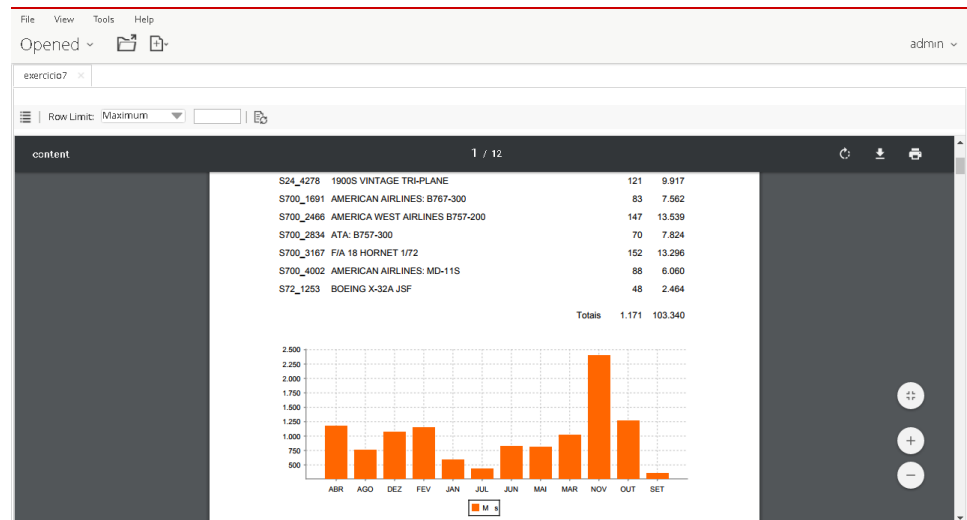 File View Tools Help
Opened
admin
exercicio7 ×
Row Limit: Maximum
content 1 / 12
S24_4278 1900S VINTAGE TRI-PLANE 121 9.917
S700_1691 AMERICAN AIRLINES: B767-300 83 7.562
S700_2466 AMERICA WEST AIRLINES B757-200 147 13.539
S700_2834 ATA: B757-300 70 7.824
S700_3167 F/A 18 HORNET 1/72 152 13.296
S700_4002 AMERICAN AIRLINES: MD-11S 88 6.060
S72_1253 BOEING X-32A JSF 48 2.464
Totais 1.171 103.340
2.500
2.250
2.000
1.750
1.500
1.250
1.000
750
500
ABR AGO DEZ FEV JAN JUL JUN MAI MAR NOV OUT SET
M s